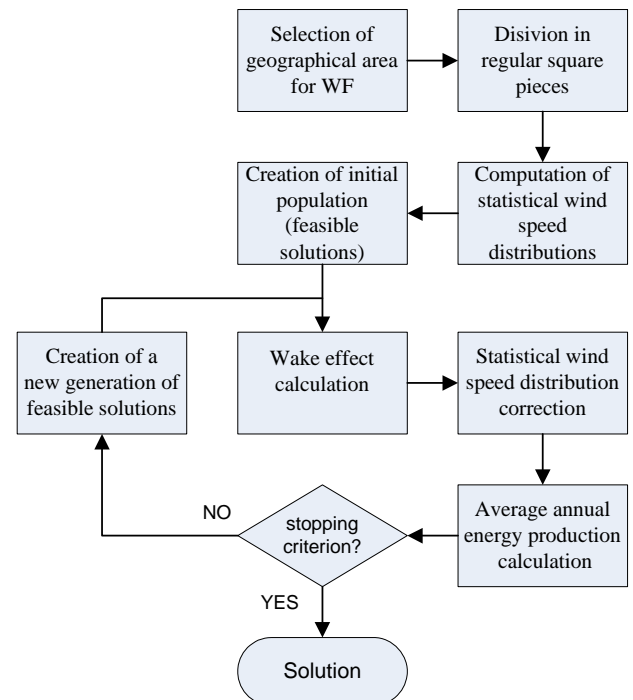 Selection of
geographical area
for WF
Disivion in
regular square
pieces
Creation of initial
population
(feasible
solutions)
Computation of
statistical wind
speed
distributions
Creation of a
new generation of
feasible solutions
Wake effect
calculation
Statistical wind
speed distribution
correction
NO
stopping
criterion?
Average annual
energy production
calculation
YES
Solution